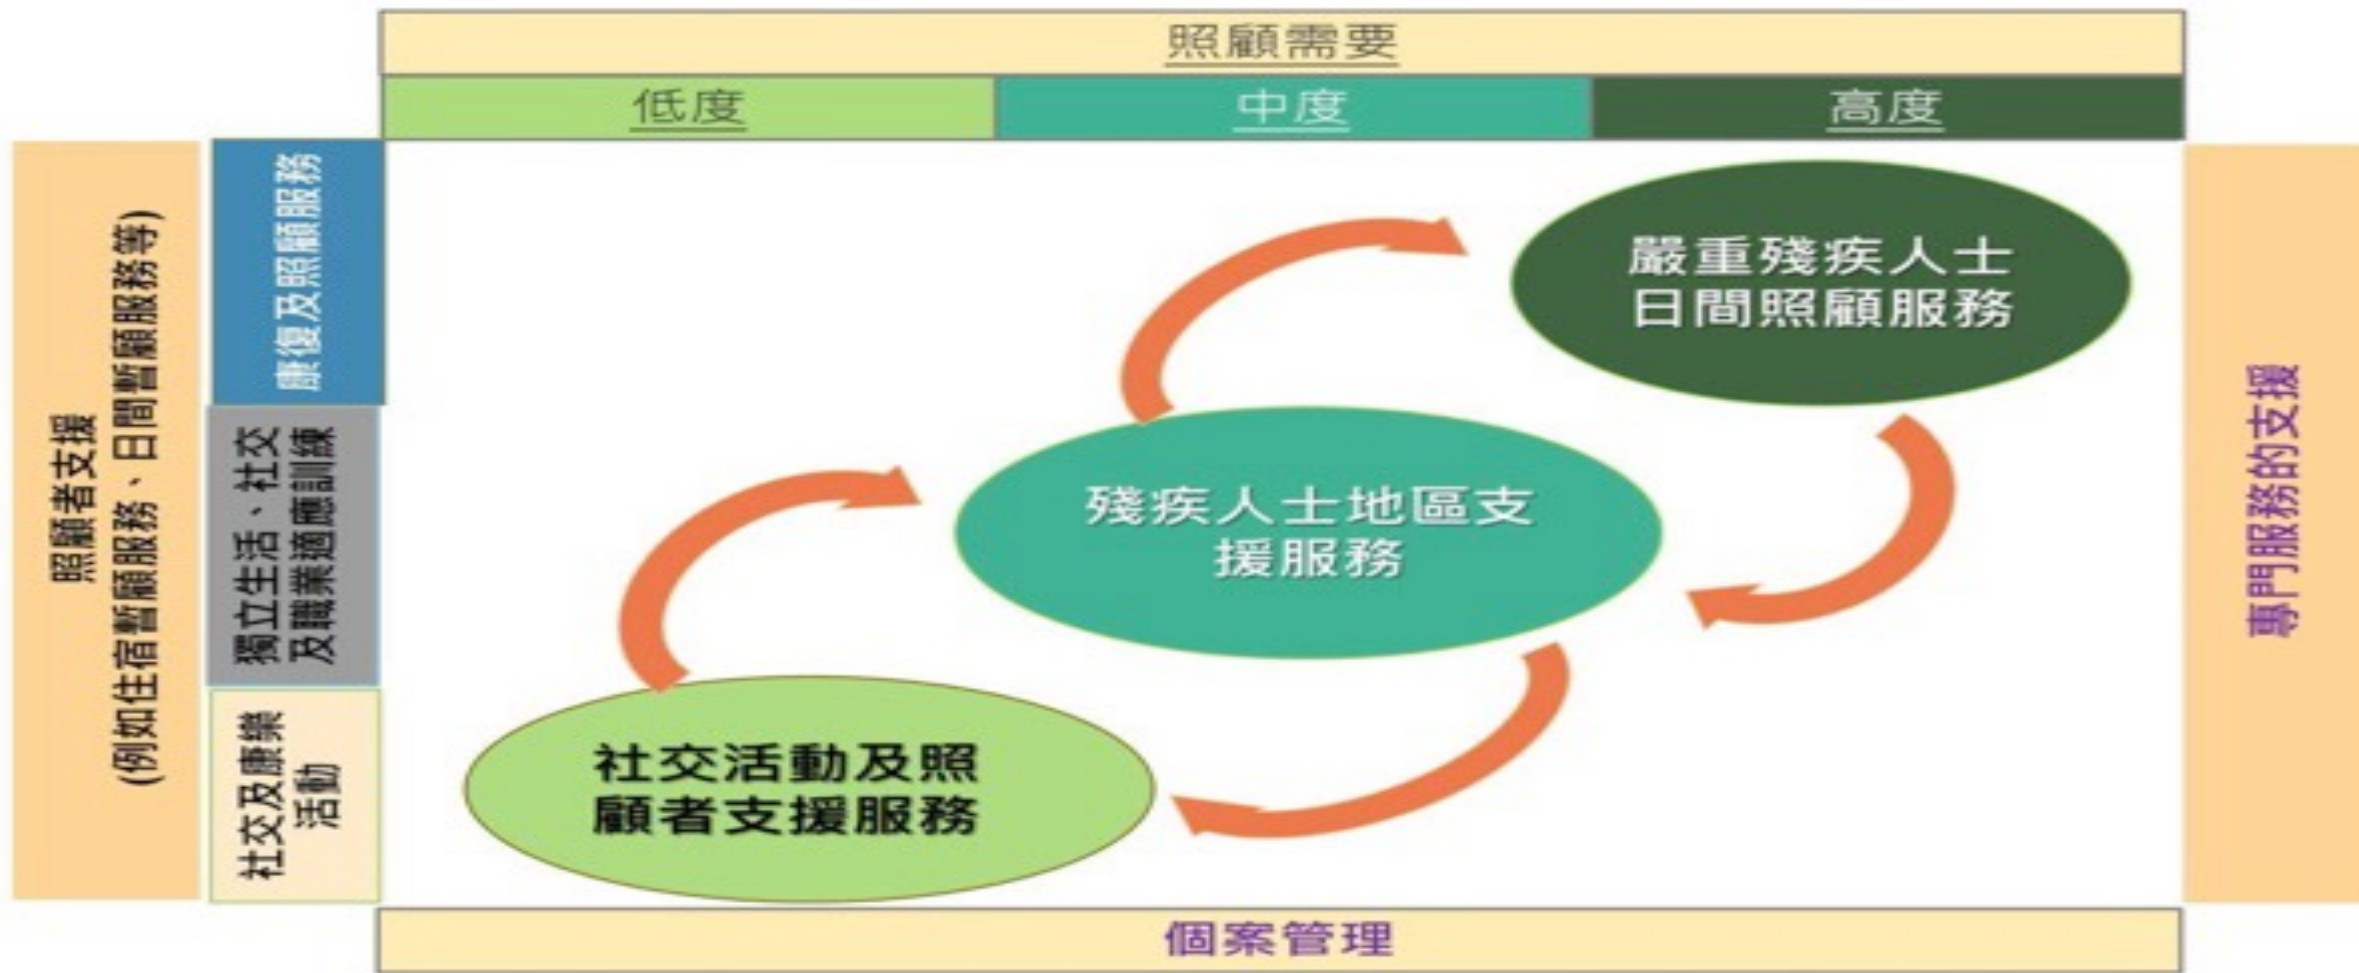 照顧需要
低度
中度
高度
照顧者支援
(例如住宿暫顧服務、日間暫顧服務等)
康復及照顧服務
獨立生活、社交
及職業適應訓練
社交及康樂
活動
嚴重殘疾人士
日間照顧服務
殘疾人士地區支
援服務
社交活動及照
顧者支援服務
專門服務的支援
個案管理